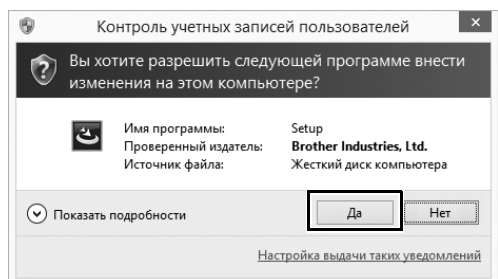 Контроль учетных записей пользователей
Вы хотите разрешить следующей программе внести
изменения на этом компьютере?
Имя программы: Setup
Проверенный издатель: Brother Industries, Ltd.
Источник файла: Жесткий диск компьютера
Показать подробности
Да
Нет
Настройка выдачи таких уведомлений